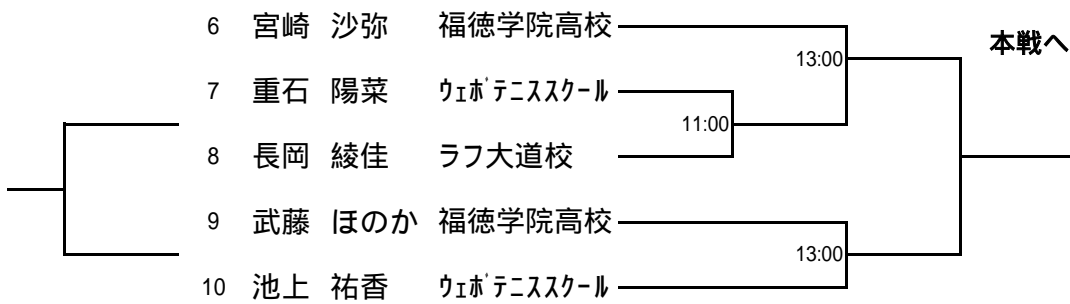 6 宮崎 沙弥 福徳学院高校
本戦へ
13:00
7 重石 陽菜 ｳｪﾎﾞﾃﾆｽｽｸｰﾙ
11:00
8 長岡 綾佳 ラフ大道校
9 武藤 ほのか 福徳学院高校
13:00
10 池上 祐香 ｳｪﾎﾞﾃﾆｽｽｸｰﾙ